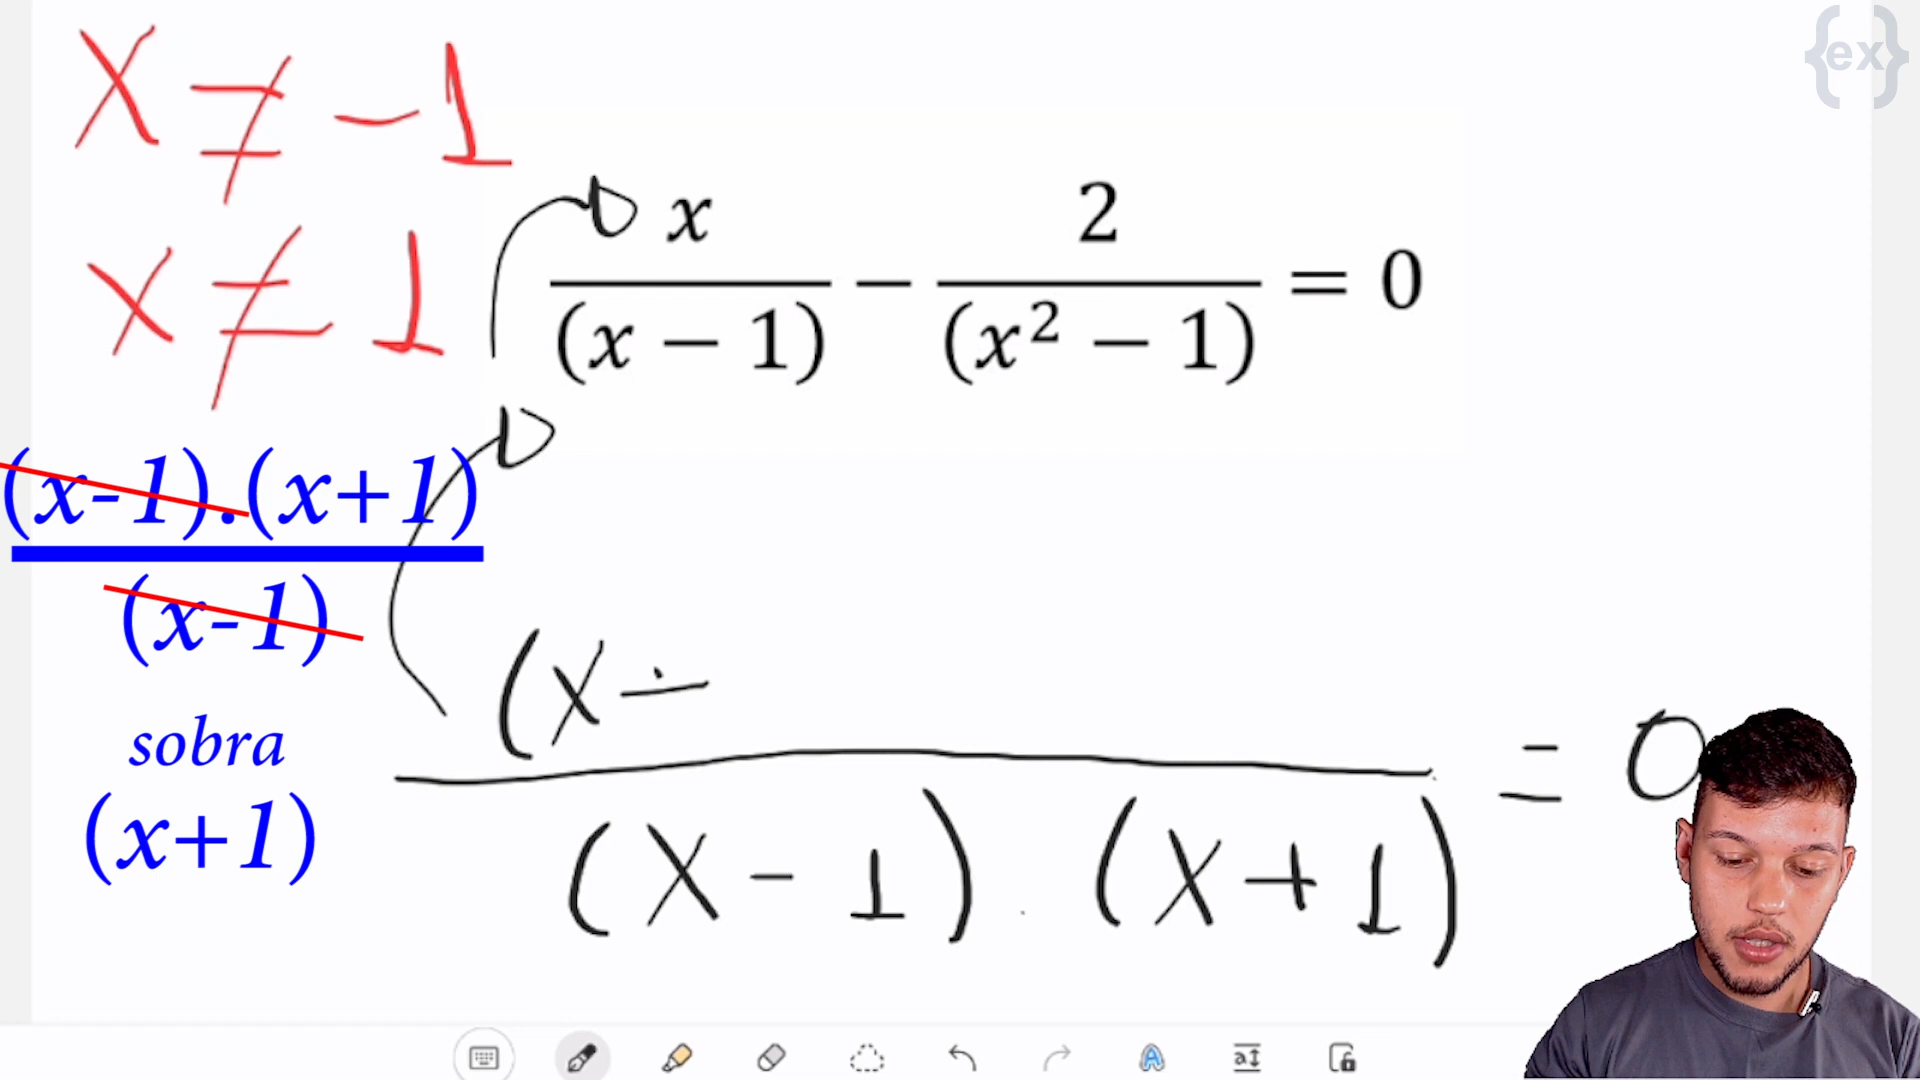 {ex}
x ≠ -1
x ≠ 1
x/(x − 1) − 2/(x² − 1) = 0
(x-1).(x+1)
(x-1)
sobra
(x+1)
(x-
(x - 1) . (x + 1)
= 0